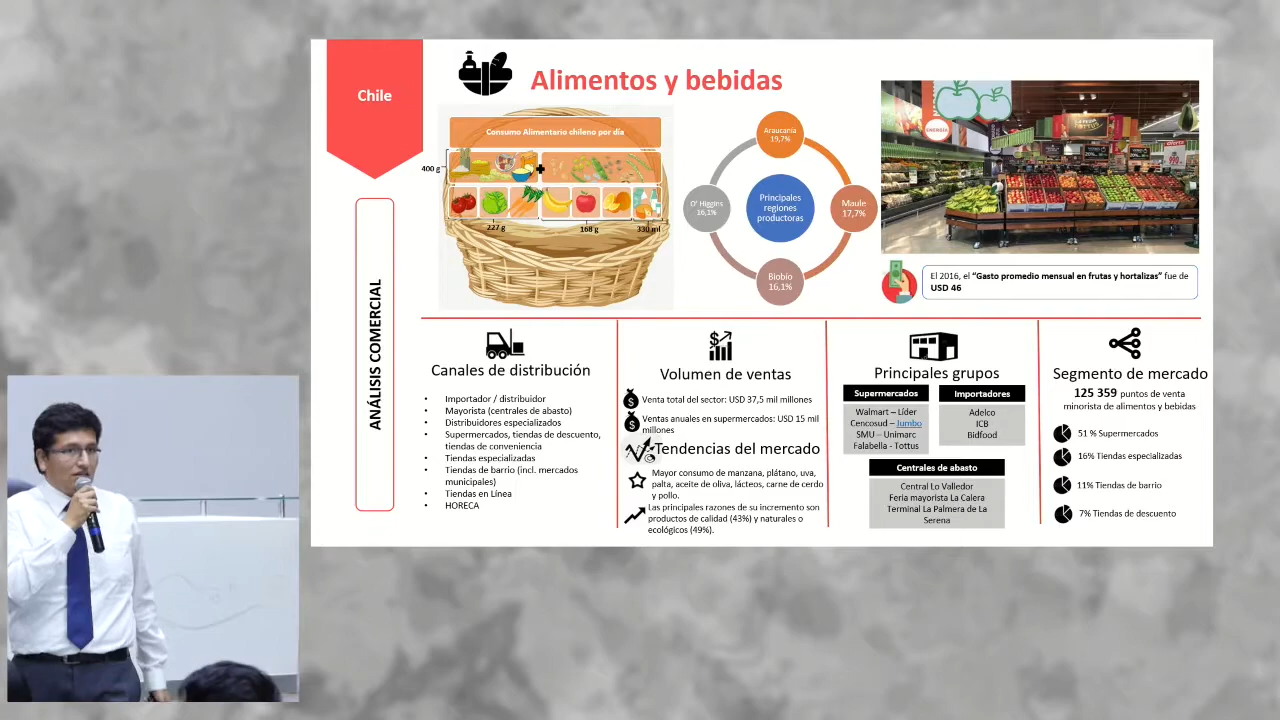 Chile
Alimentos y bebidas
ANÁLISIS COMERCIAL
Consumo Alimentario chileno por día
400 g
227 g
168 g
330 ml
Principales
regiones
productoras
Araucanía
19,7%
Maule
17,7%
Biobío
16,1%
O' Higgins
16,1%
El 2016, el “Gasto promedio mensual en frutas y hortalizas” fue de
USD 46
Canales de distribución
• Importador / distribuidor
• Mayorista (centrales de abasto)
• Distribuidores especializados
• Supermercados, tiendas de descuento,
tiendas de conveniencia
• Tiendas especializadas
• Tiendas de barrio (incl. mercados
municipales)
• Tiendas en Línea
• HORECA
Volumen de ventas
Venta total del sector: USD 37,5 mil millones
Ventas anuales en supermercados: USD 15 mil
millones
Tendencias del mercado
Mayor consumo de manzana, plátano, uva,
palta, aceite de oliva, lácteos, carne de cerdo
y pollo.
Las principales razones de su incremento son
productos de calidad (43%) y naturales o
ecológicos (49%).
Principales grupos
Supermercados
Walmart – Líder
Cencosud – Jumbo
SMU – Unimarc
Falabella - Tottus
Importadores
Adelco
ICB
Bidfood
Centrales de abasto
Central Lo Valledor
Feria mayorista La Calera
Terminal La Palmera de La
Serena
Segmento de mercado
125 359 puntos de venta
minorista de alimentos y bebidas
51 % Supermercados
16% Tiendas especializadas
11% Tiendas de barrio
7% Tiendas de descuento